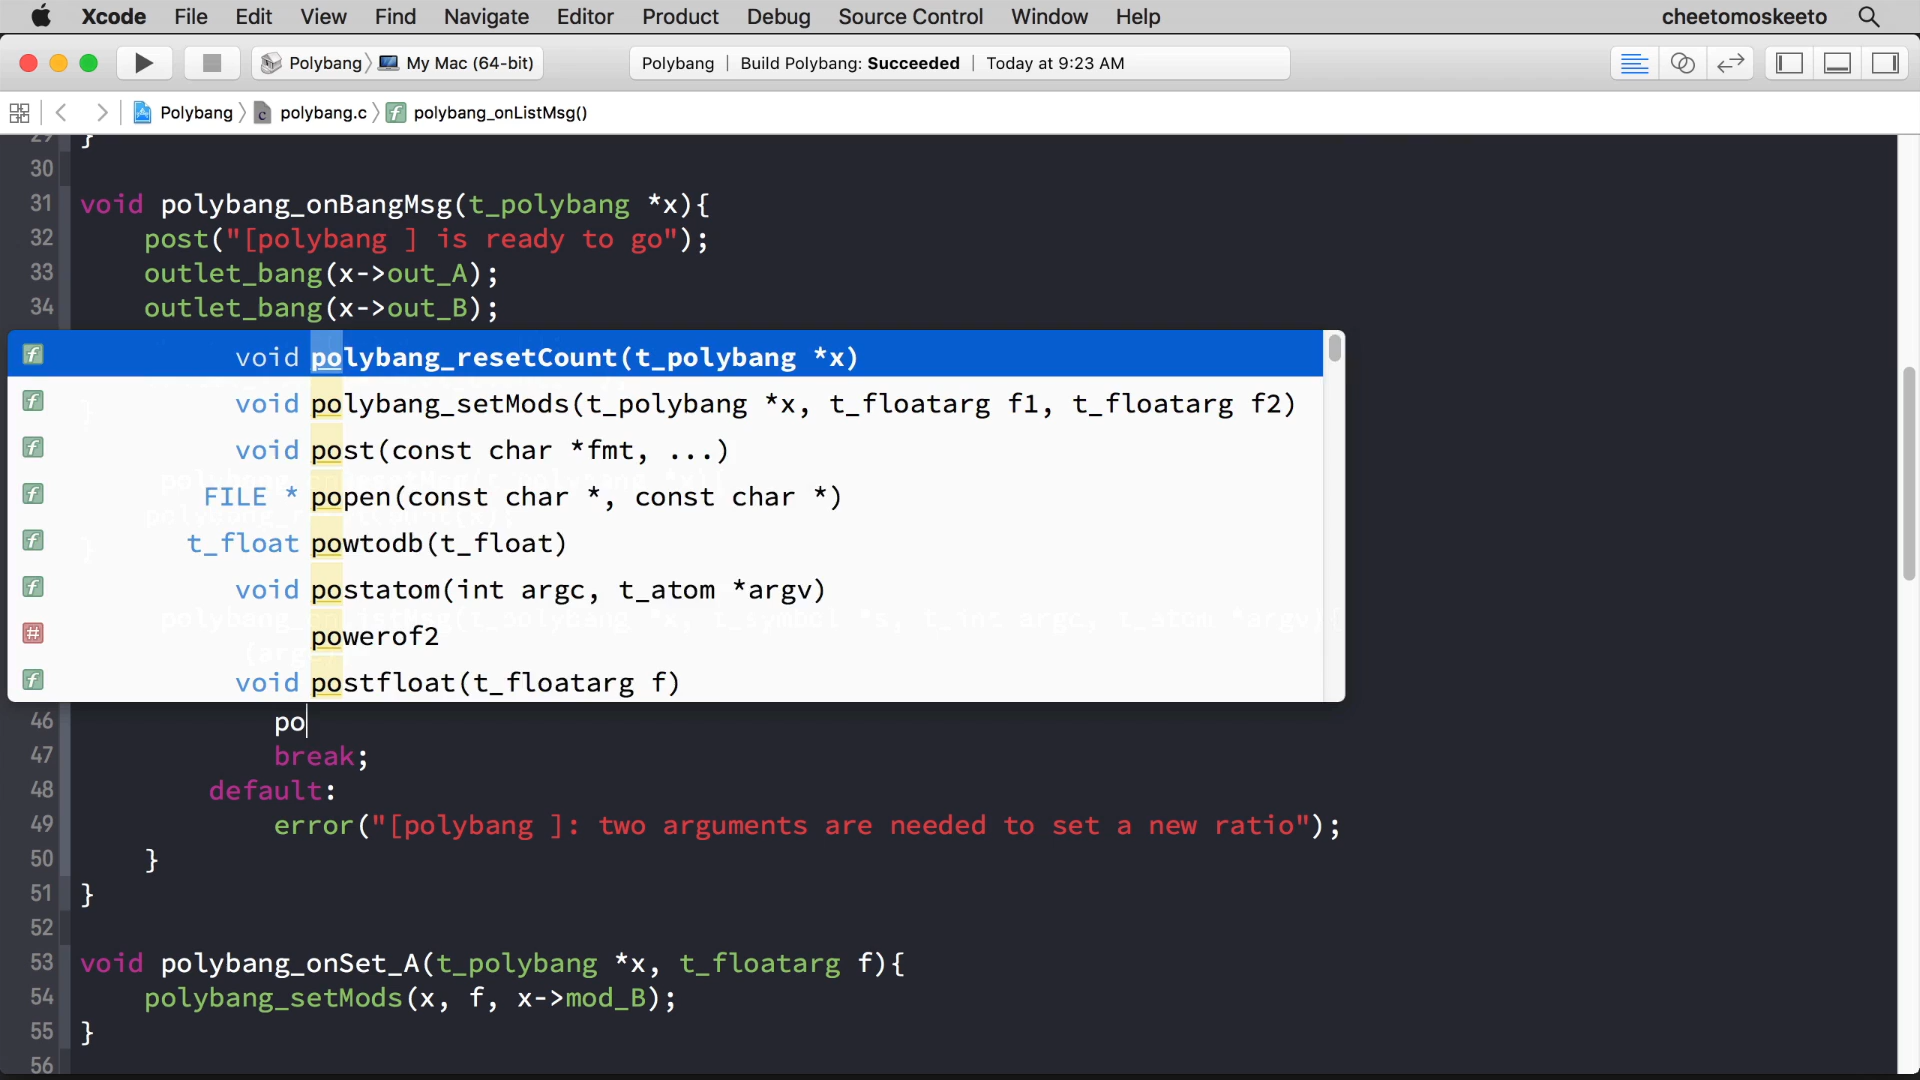 Xcode File Edit View Find Navigate Editor Product Debug Source Control Window Help cheetomoskeeto
Polybang 〉 My Mac (64-bit) Polybang | Build Polybang: Succeeded | Today at 9:23 AM
Polybang 〉 polybang.c 〉 polybang_onListMsg()
29 }
30
31 void polybang_onBangMsg(t_polybang *x){
32 post("[polybang ] is ready to go");
33 outlet_bang(x->out_A);
34 outlet_bang(x->out_B);
f void polybang_resetCount(t_polybang *x)
f void polybang_setMods(t_polybang *x, t_floatarg f1, t_floatarg f2)
f void post(const char *fmt, ...)
f FILE * popen(const char *, const char *)
f t_float powtodb(t_float)
f void postatom(int argc, t_atom *argv)
# powerof2
f void postfloat(t_floatarg f)
46 po
47 break;
48 default:
49 error("[polybang ]: two arguments are needed to set a new ratio");
50 }
51 }
52
53 void polybang_onSet_A(t_polybang *x, t_floatarg f){
54 polybang_setMods(x, f, x->mod_B);
55 }
56